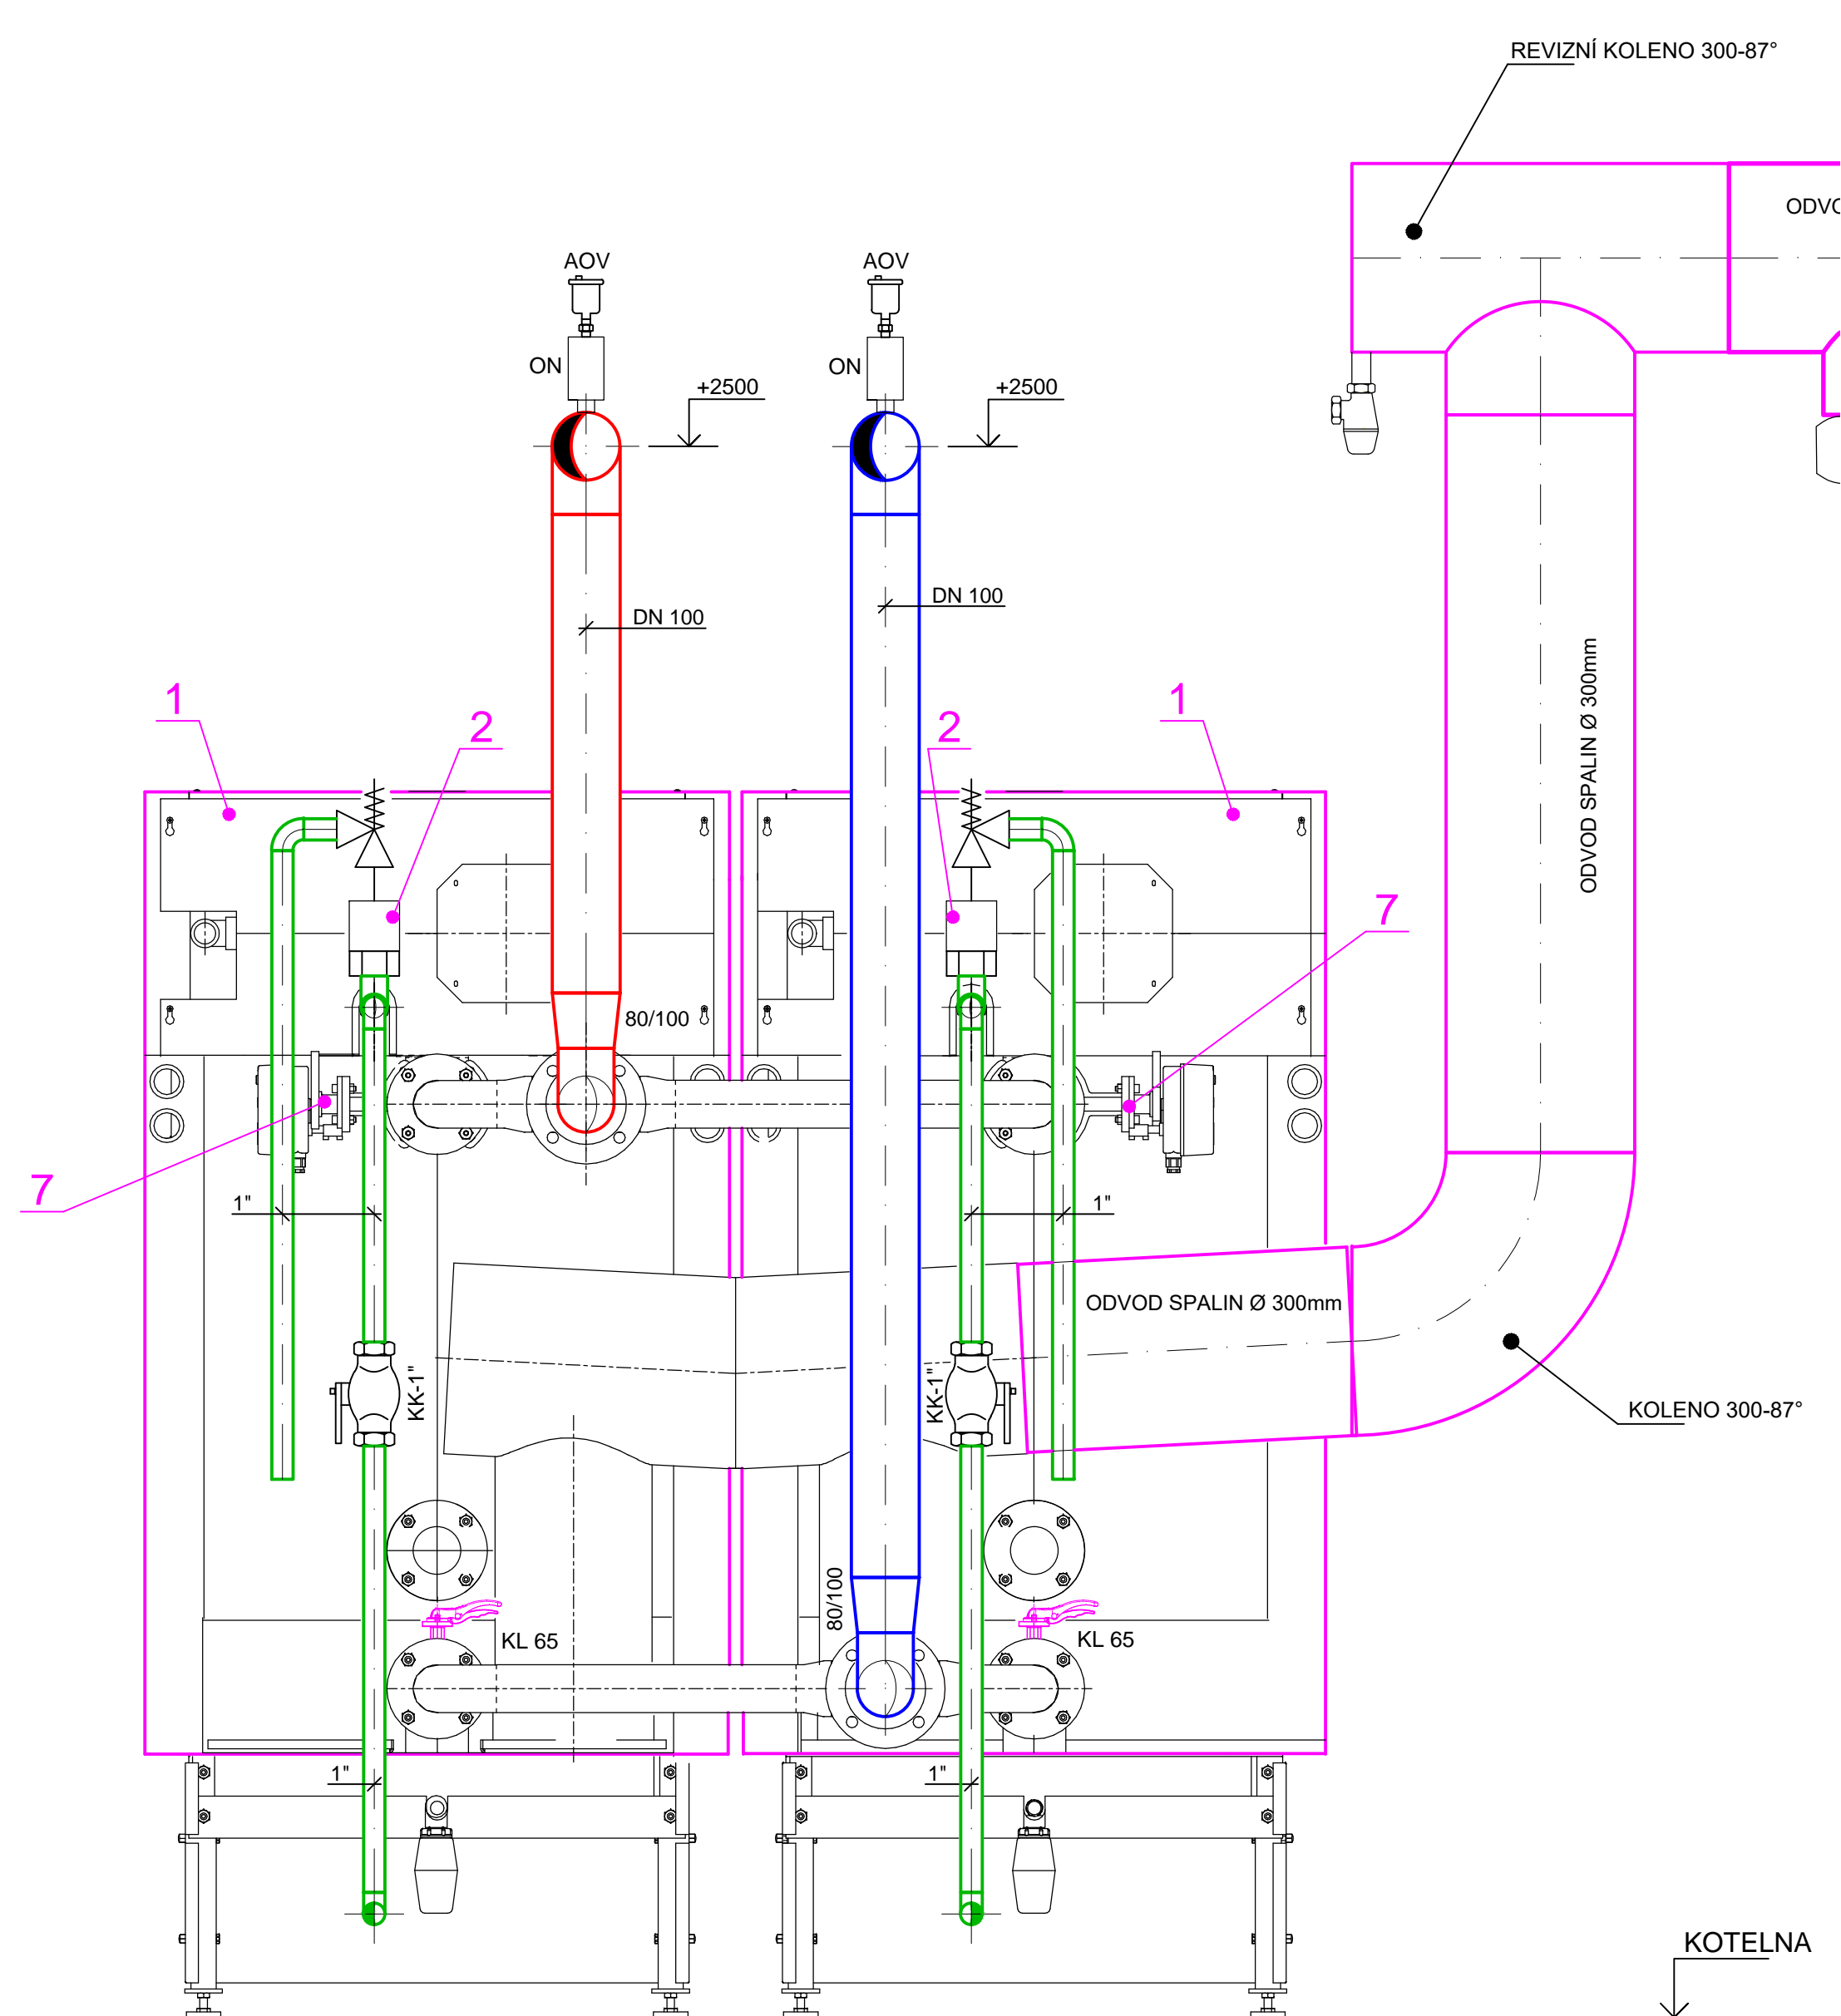 REVIZNÍ KOLENO 300-87°
ODVO
AOV
AOV
ON
ON
+2500
+2500
DN 100
DN 100
ODVOD SPALIN Ø 300mm
1
2
2
1
7
80/100
7
1"
1"
ODVOD SPALIN Ø 300mm
KK-1"
KK-1"
KOLENO 300-87°
80/100
KL 65
KL 65
1"
1"
KOTELNA